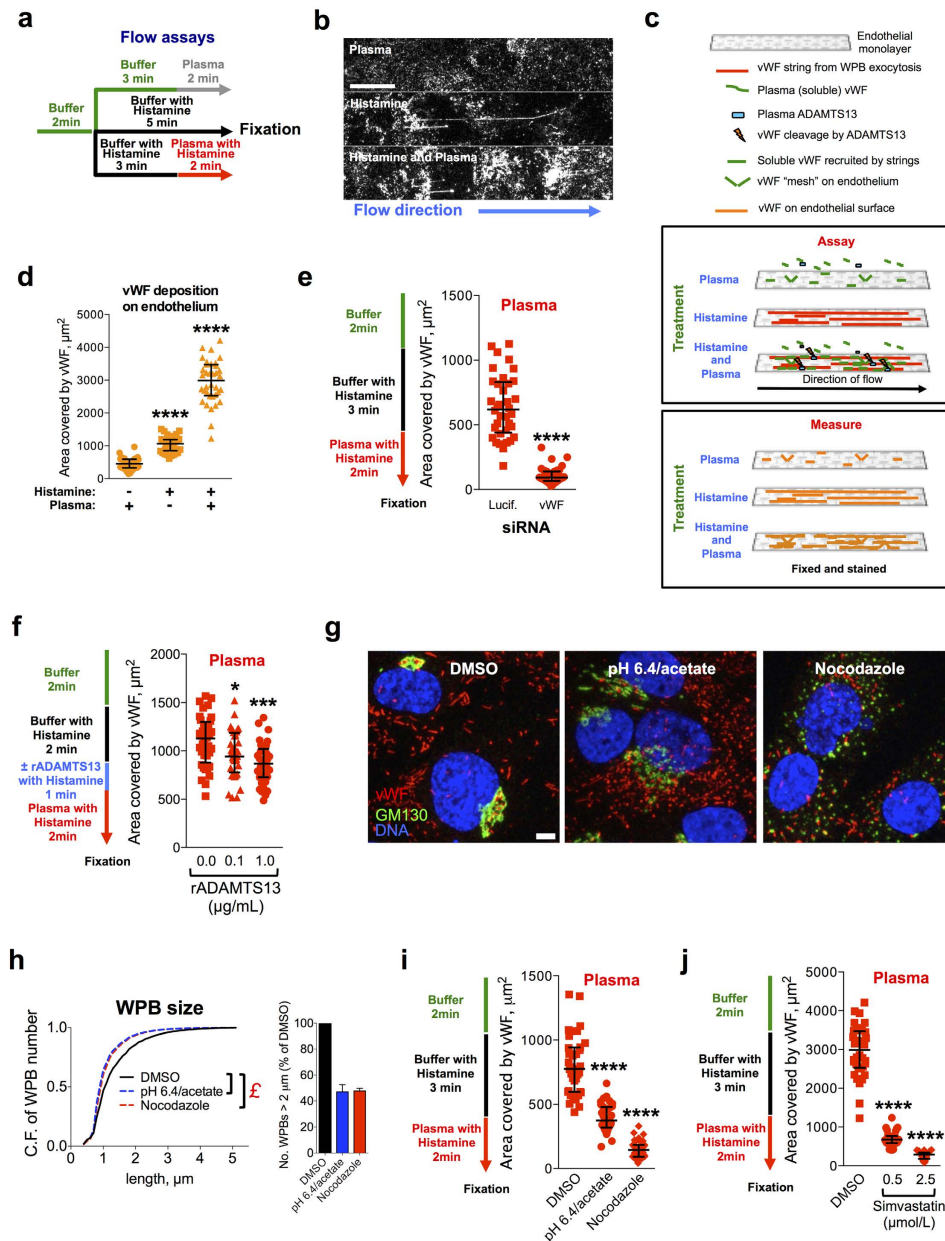 a
Flow assays
Buffer
3 min
Plasma
2 min
Buffer
2min
Buffer with
Histamine
5 min
Fixation
Buffer with
Histamine
3 min
Plasma with
Histamine
2 min
b
Plasma
Histamine
Histamine and Plasma
Flow direction
c
Endothelial
monolayer
vWF string from WPB exocytosis
Plasma (soluble) vWF
Plasma ADAMTS13
vWF cleavage by ADAMTS13
Soluble vWF recruited by strings
vWF “mesh” on endothelium
vWF on endothelial surface
Assay
Treatment
Plasma
Histamine
Histamine
and
Plasma
Direction of flow
Measure
Treatment
Plasma
Histamine
Histamine
and
Plasma
Fixed and stained
d
vWF deposition
on endothelium
Area covered by vWF, µm²
5000
4000
3000
2000
1000
0
****
****
Histamine: - + +
Plasma: + - +
e
Buffer
2min
Buffer with
Histamine
3 min
Plasma with
Histamine
2min
Fixation
Plasma
Area covered by vWF, µm²
1500
1000
500
0
****
Lucif. vWF
siRNA
f
Buffer
2min
Buffer with
Histamine
2 min
± rADAMTS13
with Histamine
1 min
Plasma with
Histamine
2min
Fixation
Plasma
Area covered by vWF, µm²
2000
1500
1000
500
0
*
***
0.0 0.1 1.0
rADAMTS13
(µg/mL)
g
DMSO
pH 6.4/acetate
Nocodazole
vWF
GM130
DNA
h
WPB size
C.F. of WPB number
1.0
0.5
0.0
0 1 2 3 4 5
length, µm
DMSO
pH 6.4/acetate
Nocodazole
£
No. WPBs > 2 µm (% of DMSO)
100
90
80
70
60
50
40
30
20
10
0
DMSO
pH 6.4/acetate
Nocodazole
i
Buffer
2min
Buffer with
Histamine
3 min
Plasma with
Histamine
2min
Fixation
Plasma
Area covered by vWF, µm²
1500
1000
500
0
****
****
DMSO
pH 6.4/acetate
Nocodazole
j
Buffer
2min
Buffer with
Histamine
3 min
Plasma with
Histamine
2min
Fixation
Plasma
Area covered by vWF, µm²
5000
4000
3000
2000
1000
0
****
****
DMSO
0.5 2.5
Simvastatin
(µmol/L)